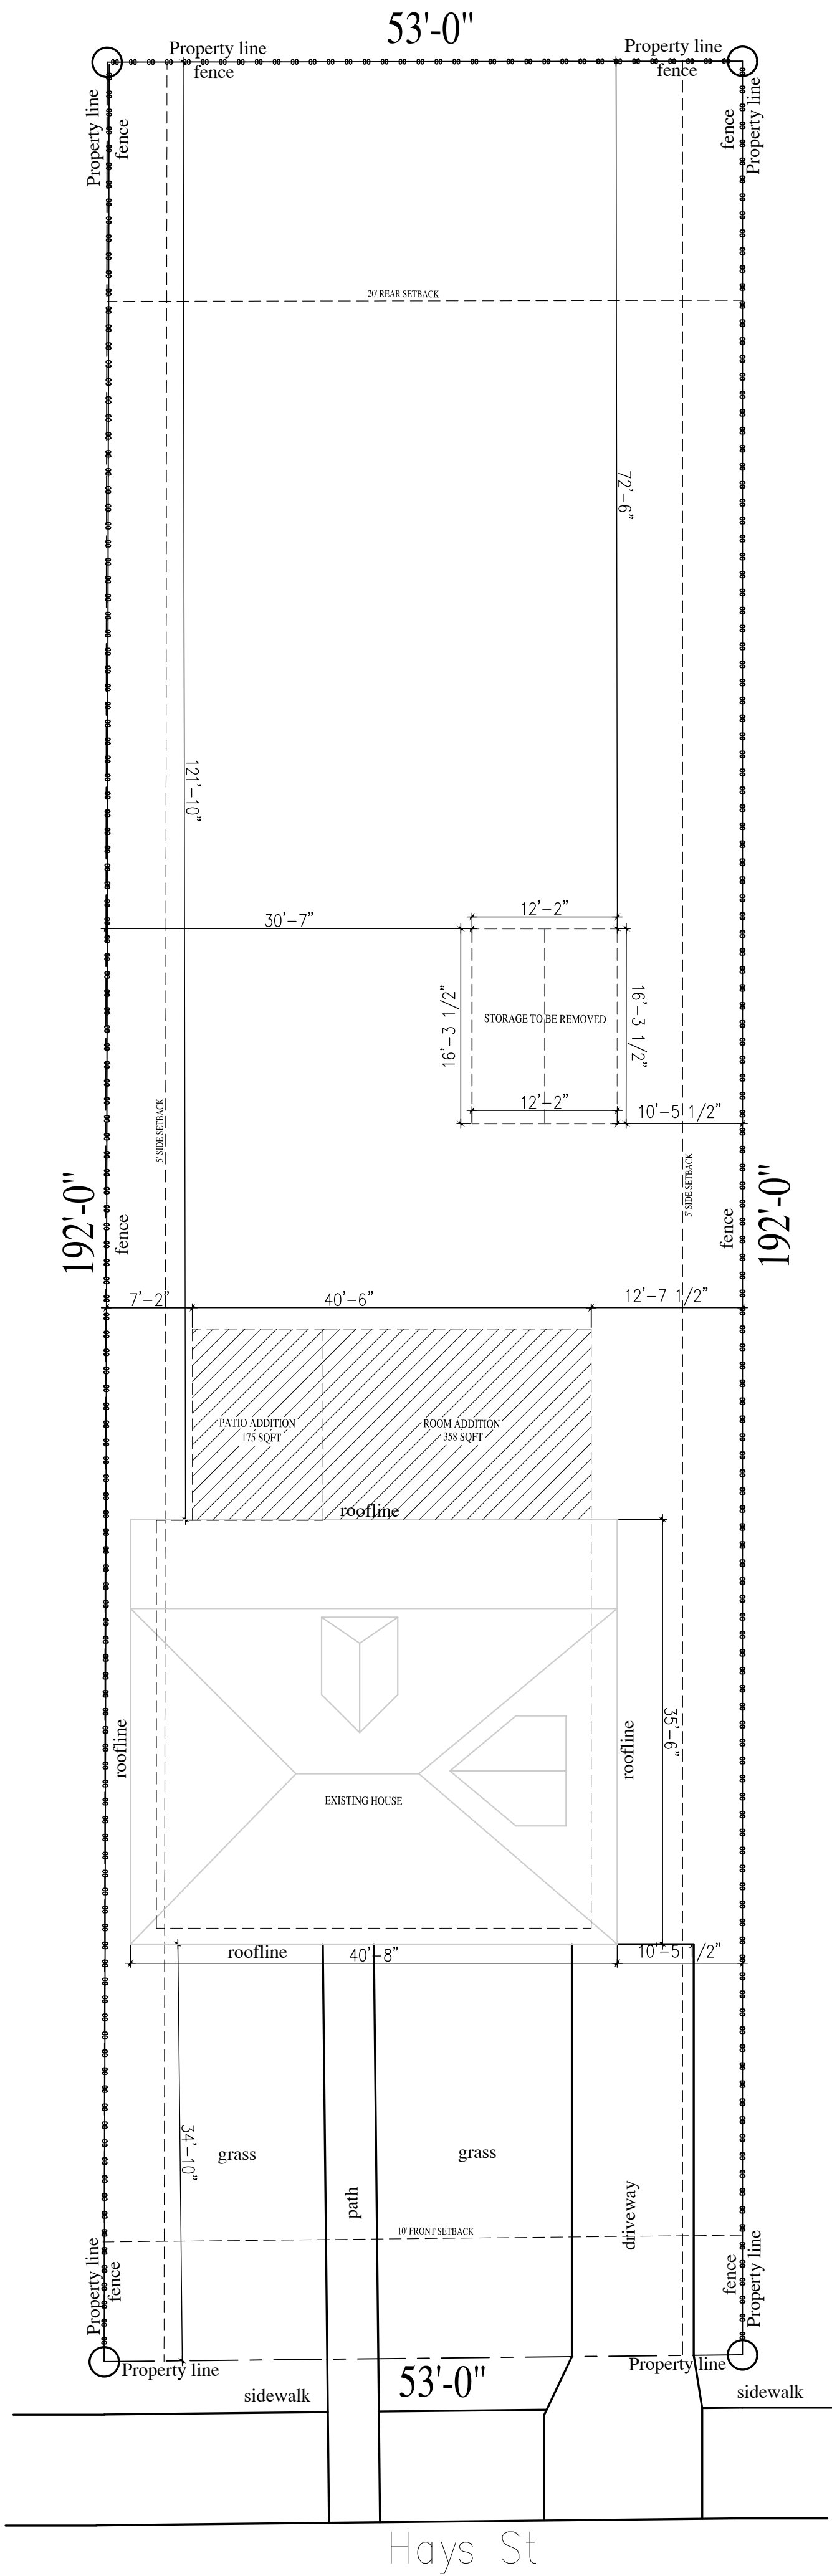 53'-0"
Property line
fence
Property line
fence
Property line
fence
fence
Property line
20' REAR SETBACK
72'-6"
121'-10"
30'-7"
12'-2"
16'-3 1/2"
STORAGE TO BE REMOVED
16'-3 1/2"
12'-2"
10'-5 1/2"
5' SIDE SETBACK
5' SIDE SETBACK
192'-0"
fence
fence
192'-0"
7'-2"
40'-6"
12'-7 1/2"
PATIO ADDITION
175 SQFT
ROOM ADDITION
358 SQFT
roofline
roofline
EXISTING HOUSE
roofline
35'-6"
roofline
40'-8"
10'-5 1/2"
34'-10"
grass
path
grass
driveway
10' FRONT SETBACK
Property line
fence
fence
Property line
Property line
53'-0"
Property line
sidewalk
sidewalk
Hays St